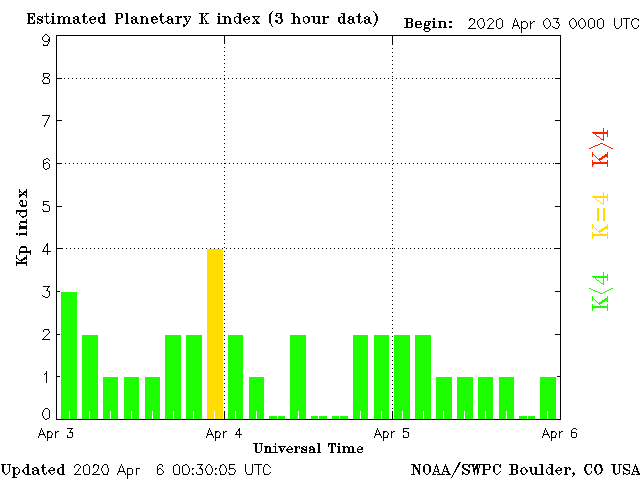 Estimated Planetary K index (3 hour data)
Begin: 2020 Apr 03 0000 UTC
9
8
7
6
5
4
3
2
1
0
Kp index
K>4
K=4
K<4
Apr 3
Apr 4
Apr 5
Apr 6
Universal Time
Updated 2020 Apr 6 00:30:05 UTC
NOAA/SWPC Boulder, CO USA